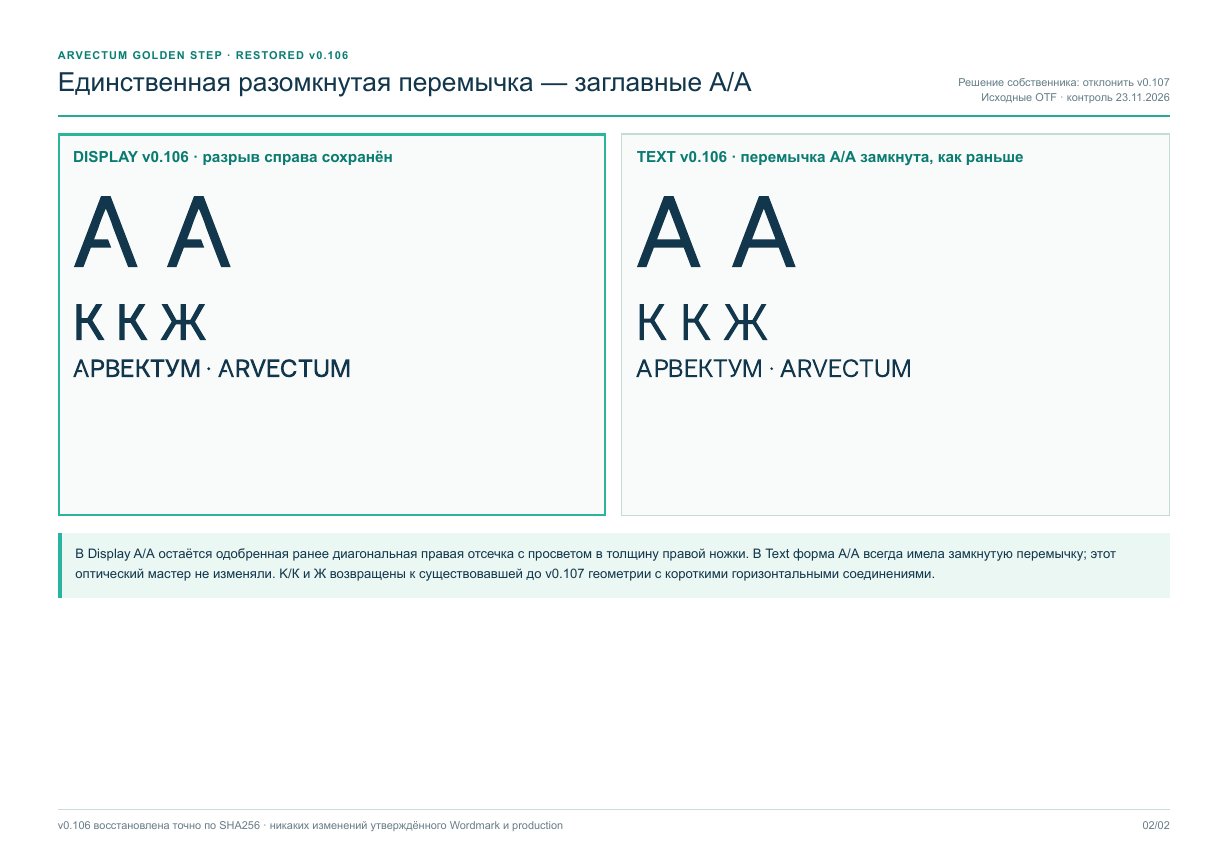 ARVECTUM GOLDEN STEP · RESTORED v0.106
Единственная разомкнутая перемычка — заглавные A/А
Решение собственника: отклонить v0.107
Исходные OTF · контроль 23.11.2026
DISPLAY v0.106 · разрыв справа сохранён
A А
K К Ж
АРВЕКТУМ · ARVECTUM
TEXT v0.106 · перемычка A/А замкнута, как раньше
A А
K К Ж
АРВЕКТУМ · ARVECTUM
В Display A/А остаётся одобренная ранее диагональная правая отсечка с просветом в толщину правой ножки. В Text форма A/А всегда имела замкнутую перемычку; этот
оптический мастер не изменяли. K/К и Ж возвращены к существовавшей до v0.107 геометрии с короткими горизонтальными соединениями.
v0.106 восстановлена точно по SHA256 · никаких изменений утверждённого Wordmark и production
02/02